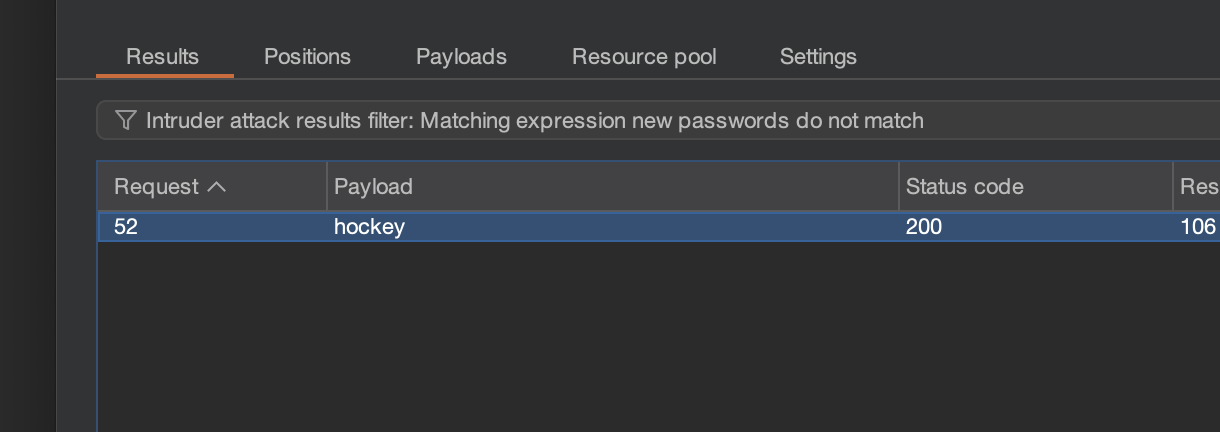 Results Positions Payloads Resource pool Settings
Intruder attack results filter: Matching expression new passwords do not match
Request Payload Status code Res
52 hockey 200 106